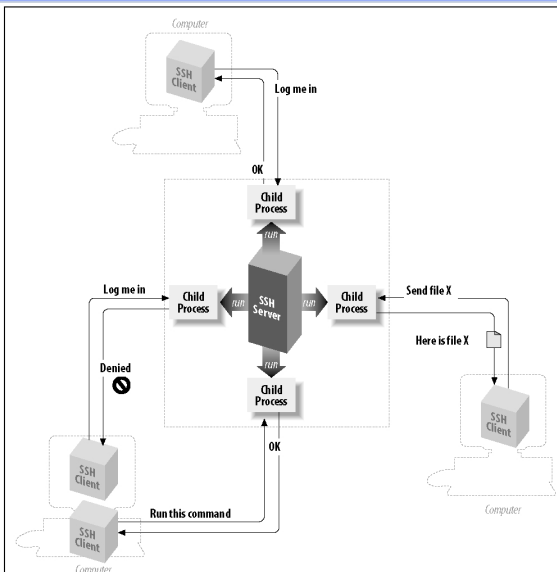 Computer
SSH
Client
Log me in
OK
Child
Process
run
Log me in
Child
Process
run
SSH
Server
run
Child
Process
Send file X
Here is file X
Denied
run
Child
Process
OK
SSH
Client
SSH
Client
Run this command
SSH
Client
Computer
Computer